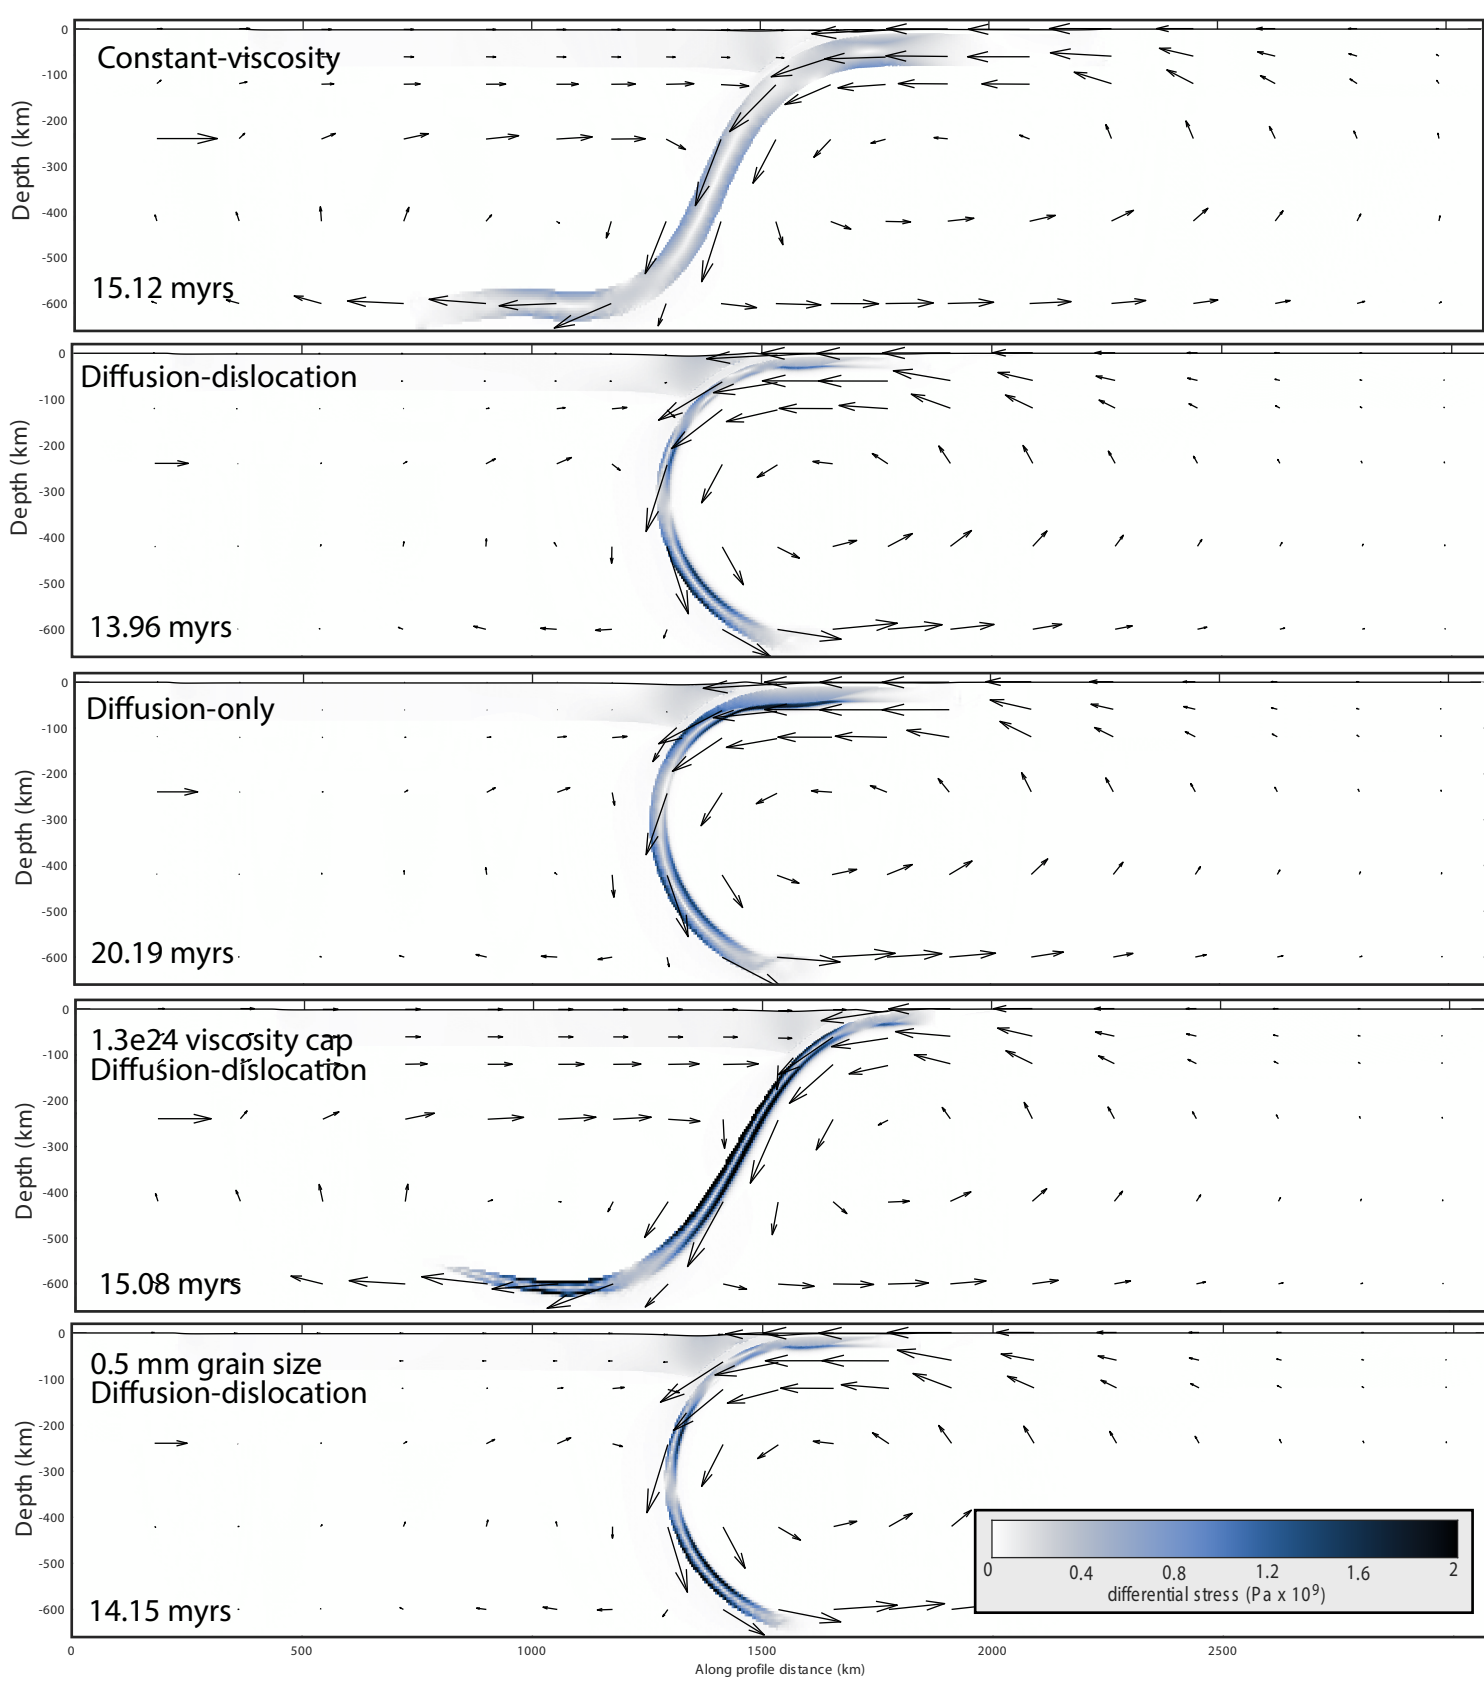 0
Constant-viscosity
-100
-200
Depth (km)
-300
-400
-500
15.12 myrs
-600
0
Diffusion-dislocation
-100
-200
Depth (km)
-300
-400
-500
13.96 myrs
-600
0
Diffusion-only
-100
-200
Depth (km)
-300
-400
-500
20.19 myrs
-600
0
1.3e24 viscosity cap
Diffusion-dislocation
-100
-200
Depth (km)
-300
-400
-500
15.08 myrs
-600
0
0.5 mm grain size
Diffusion-dislocation
-100
-200
Depth (km)
-300
-400
-500
14.15 myrs
-600
0 0.4 0.8 1.2 1.6 2
differential stress (Pa x 10⁹)
0 500 1000 1500 2000 2500
Along profile distance (km)